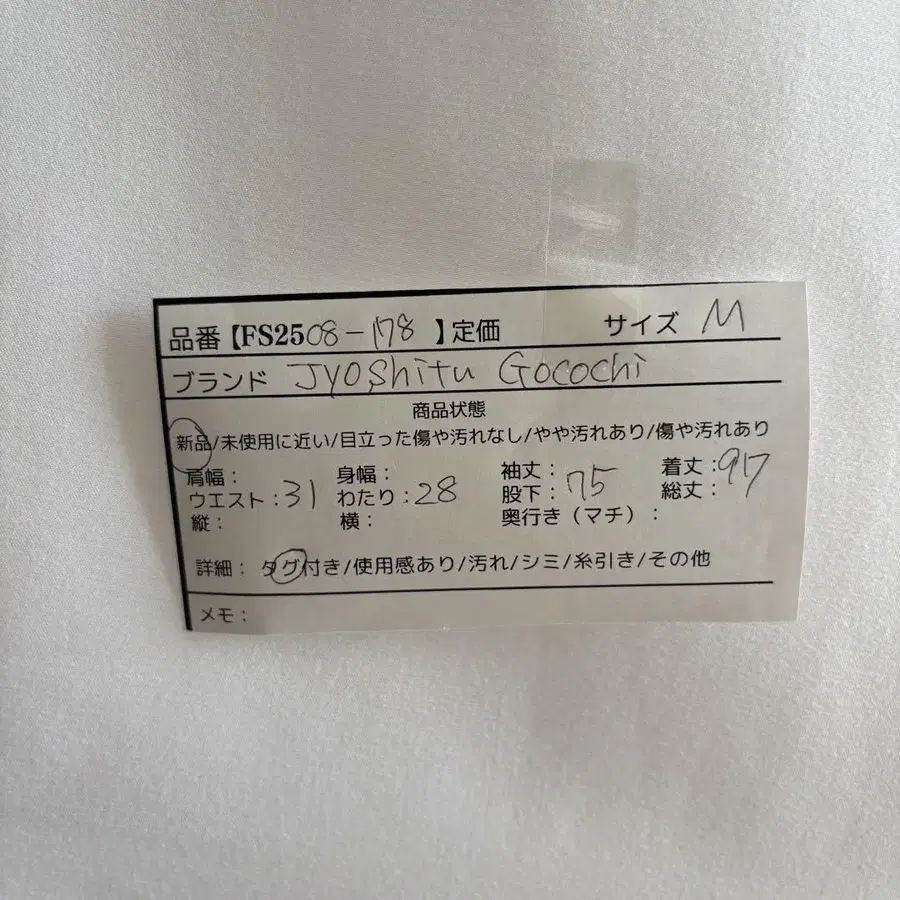 品番【FS2508-178 】定価 サイズ M
ブランド Jyoshitu Gocochi
商品状態
新品/未使用に近い/目立った傷や汚れなし/やや汚れあり/傷や汚れあり
肩幅： 身幅： 袖丈： 着丈：97
ウエスト：31 わたり：28 股下：75 総丈：
縦： 横： 奥行き（マチ）：
詳細： タグ付き/使用感あり/汚れ/シミ/糸引き/その他
メモ：